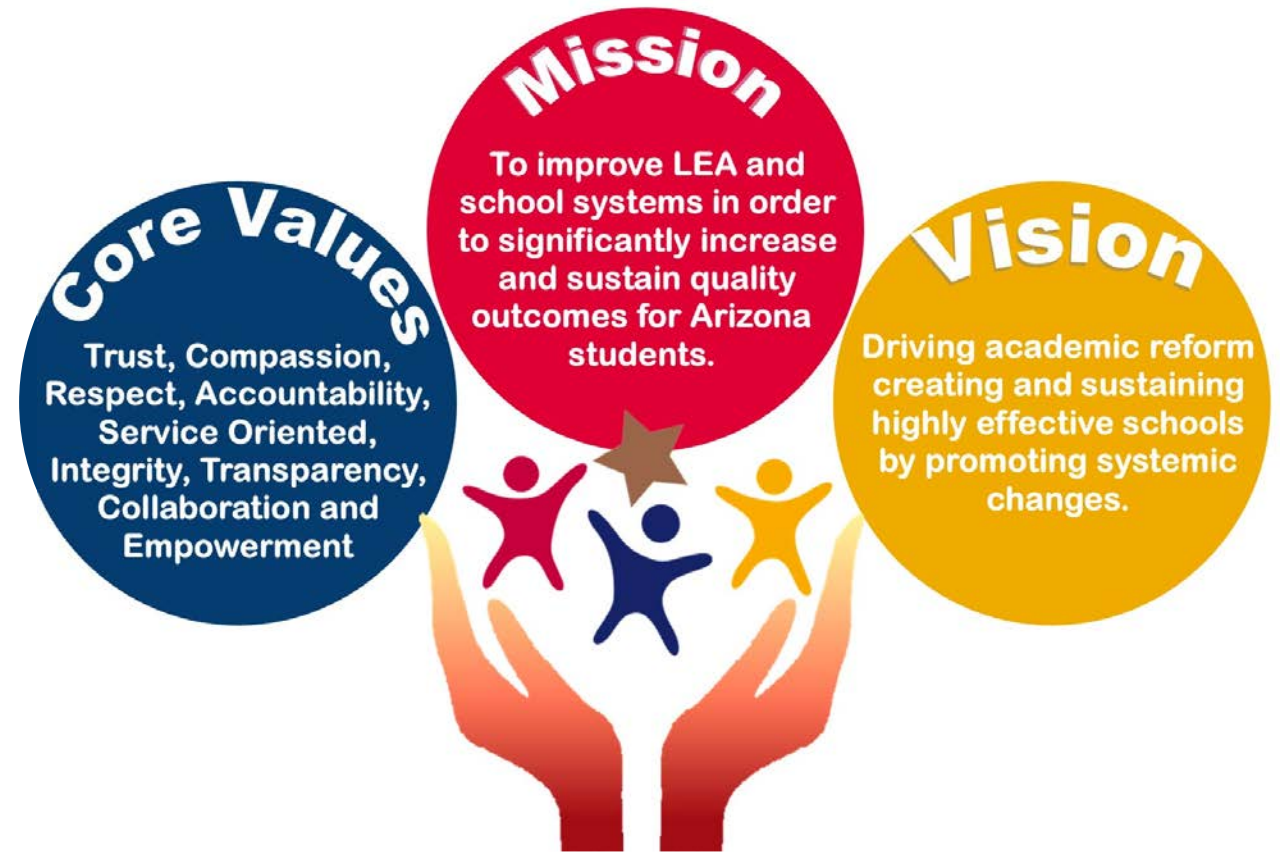 Core Values
Trust, Compassion,
Respect, Accountability,
Service Oriented,
Integrity, Transparency,
Collaboration and
Empowerment
Mission
To improve LEA and
school systems in order
to significantly increase
and sustain quality
outcomes for Arizona
students.
Vision
Driving academic reform
creating and sustaining
highly effective schools
by promoting systemic
changes.